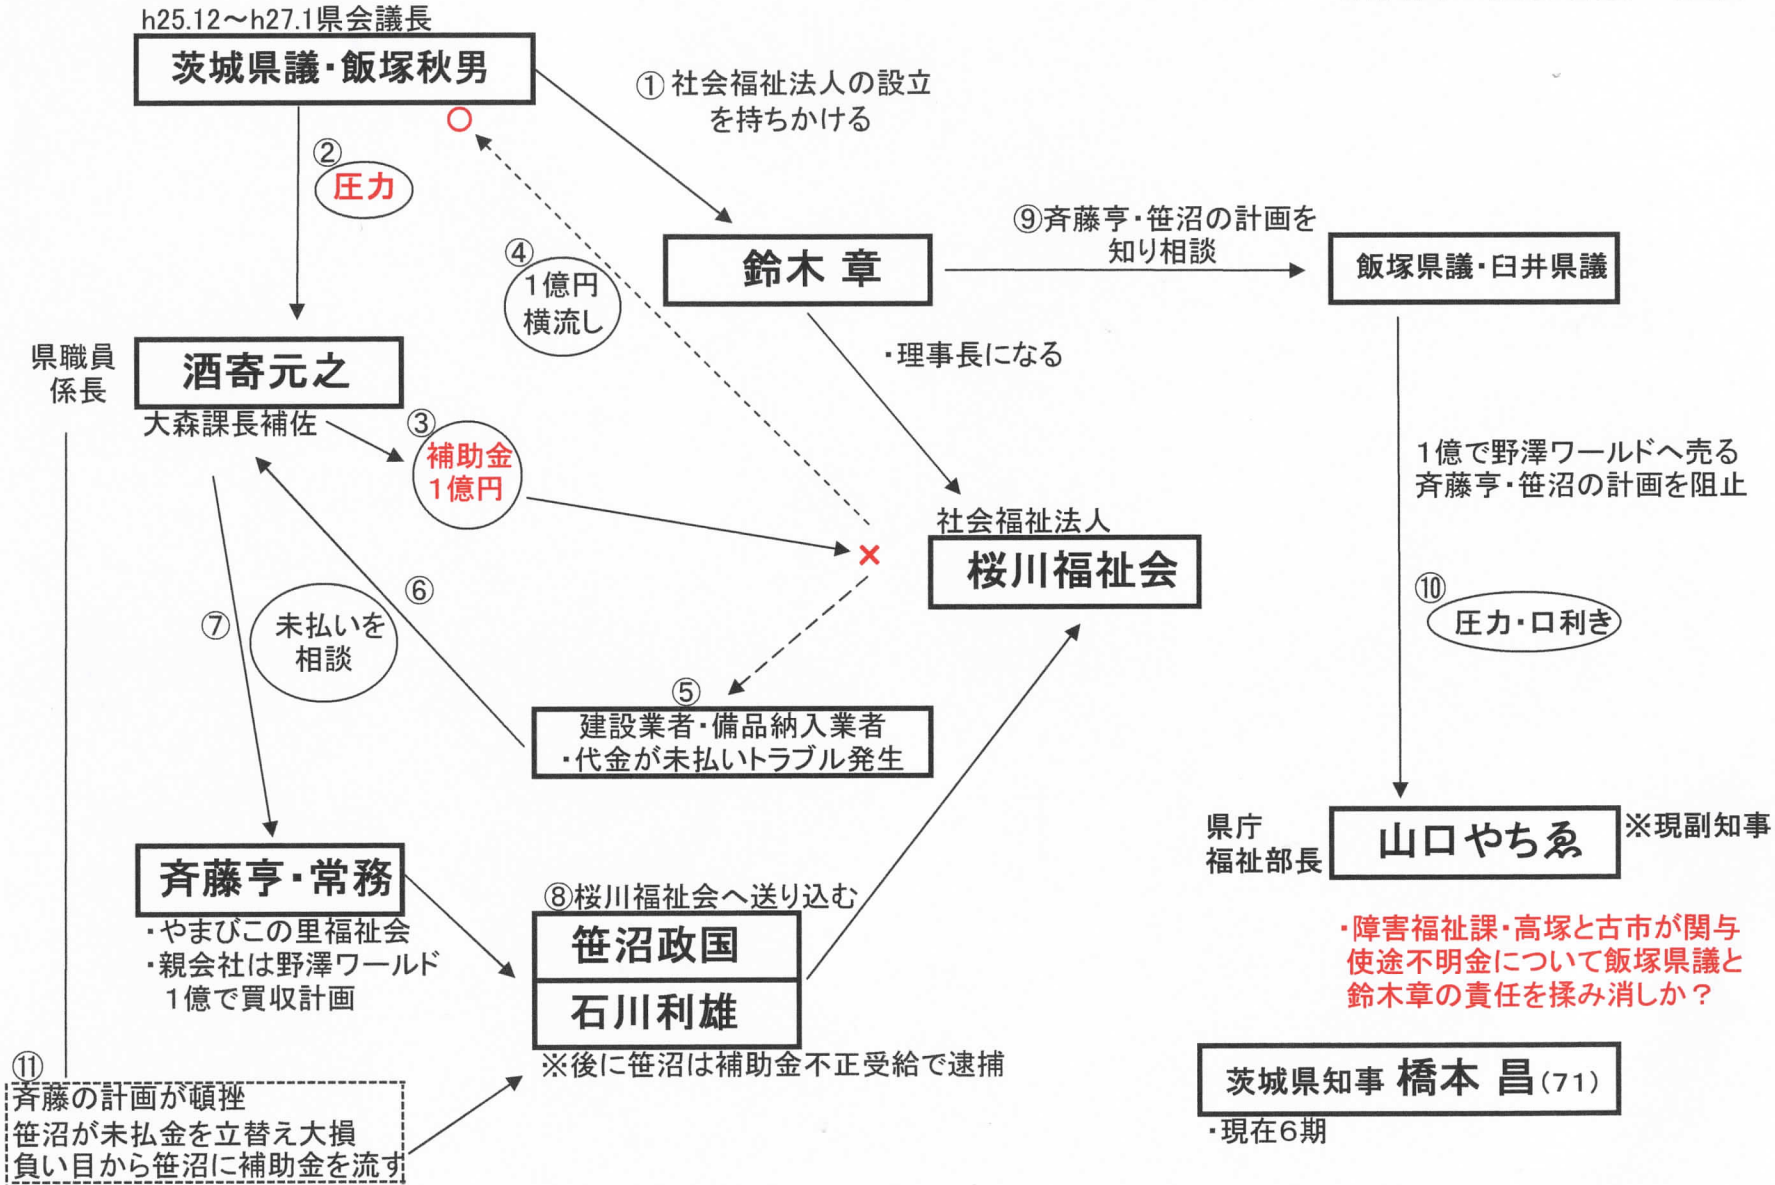 h25.12～h27.1県会議長
茨城県議・飯塚秋男
① 社会福祉法人の設立
を持ちかける
②
圧力
鈴木 章
⑨斉藤亨・笹沼の計画を
知り相談
飯塚県議・臼井県議
④
1億円
横流し
県職員
係長
酒寄元之
大森課長補佐
・理事長になる
③
補助金
1億円
1億で野澤ワールドへ売る
斉藤亨・笹沼の計画を阻止
社会福祉法人
桜川福祉会
×
⑥
⑦
未払いを
相談
⑩
圧力・口利き
⑤
建設業者・備品納入業者
・代金が未払いトラブル発生
県庁
福祉部長
山口やちゑ
※現副知事
斉藤亨・常務
・やまびこの里福祉会
・親会社は野澤ワールド
1億で買収計画
⑧桜川福祉会へ送り込む
笹沼政国
石川利雄
※後に笹沼は補助金不正受給で逮捕
・障害福祉課・高塚と古市が関与
使途不明金について飯塚県議と
鈴木章の責任を揉み消しか？
茨城県知事 橋本 昌(71)
・現在6期
⑪
斉藤の計画が頓挫
笹沼が未払金を立替え大損
負い目から笹沼に補助金を流す